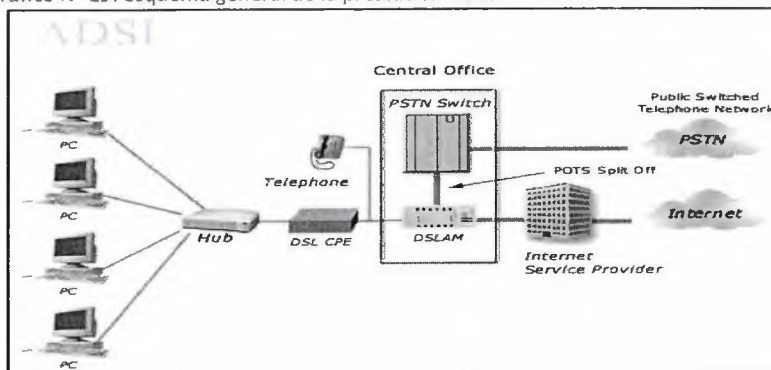 ADSL
Central Office
PSTN Switch
Public Switched
Telephone Network
PSTN
PC
Telephone
POTS Split Off
PC
Hub
DSL CPE
DSLAM
Internet
Internet
Service Provider
PC
PC